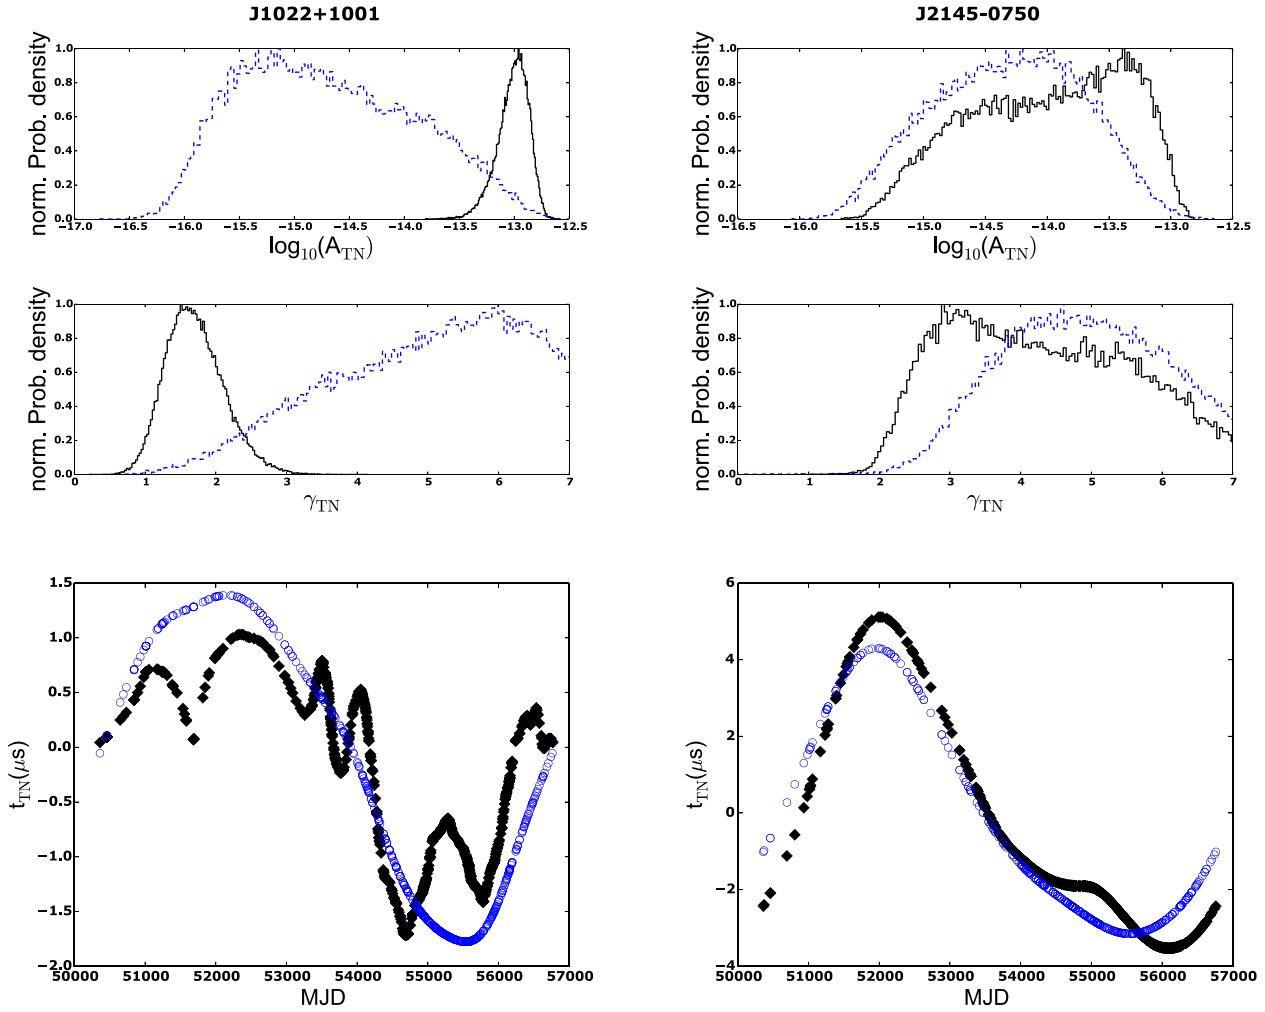 J1022+1001
J2145-0750
norm. Prob. density
1.0
0.8
0.6
0.4
0.2
0.0
−17.0 −16.5 −16.0 −15.5 −15.0 −14.5 −14.0 −13.5 −13.0 −12.5
log10(ATN)
norm. Prob. density
1.0
0.8
0.6
0.4
0.2
0.0
−16.5 −16.0 −15.5 −15.0 −14.5 −14.0 −13.5 −13.0 −12.5
log10(ATN)
norm. Prob. density
1.0
0.8
0.6
0.4
0.2
0.0
0 1 2 3 4 5 6 7
γTN
norm. Prob. density
1.0
0.8
0.6
0.4
0.2
0.0
0 1 2 3 4 5 6 7
γTN
tTN(μs)
1.5
1.0
0.5
0.0
−0.5
−1.0
−1.5
−2.0
50000 51000 52000 53000 54000 55000 56000 57000
MJD
tTN(μs)
6
4
2
0
−2
−4
50000 51000 52000 53000 54000 55000 56000 57000
MJD